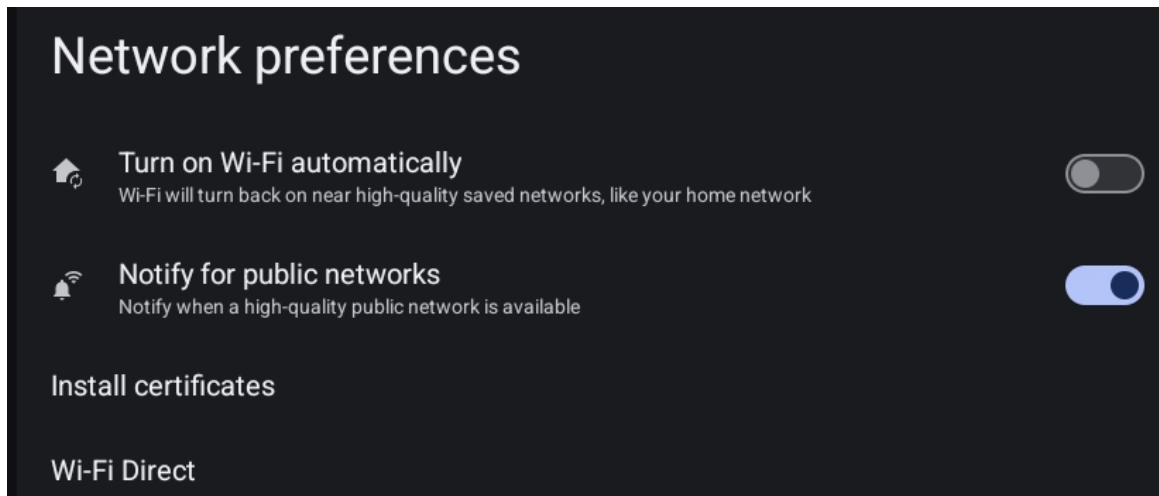 Network preferences
Turn on Wi-Fi automatically
Wi-Fi will turn back on near high-quality saved networks, like your home network
Notify for public networks
Notify when a high-quality public network is available
Install certificates
Wi-Fi Direct